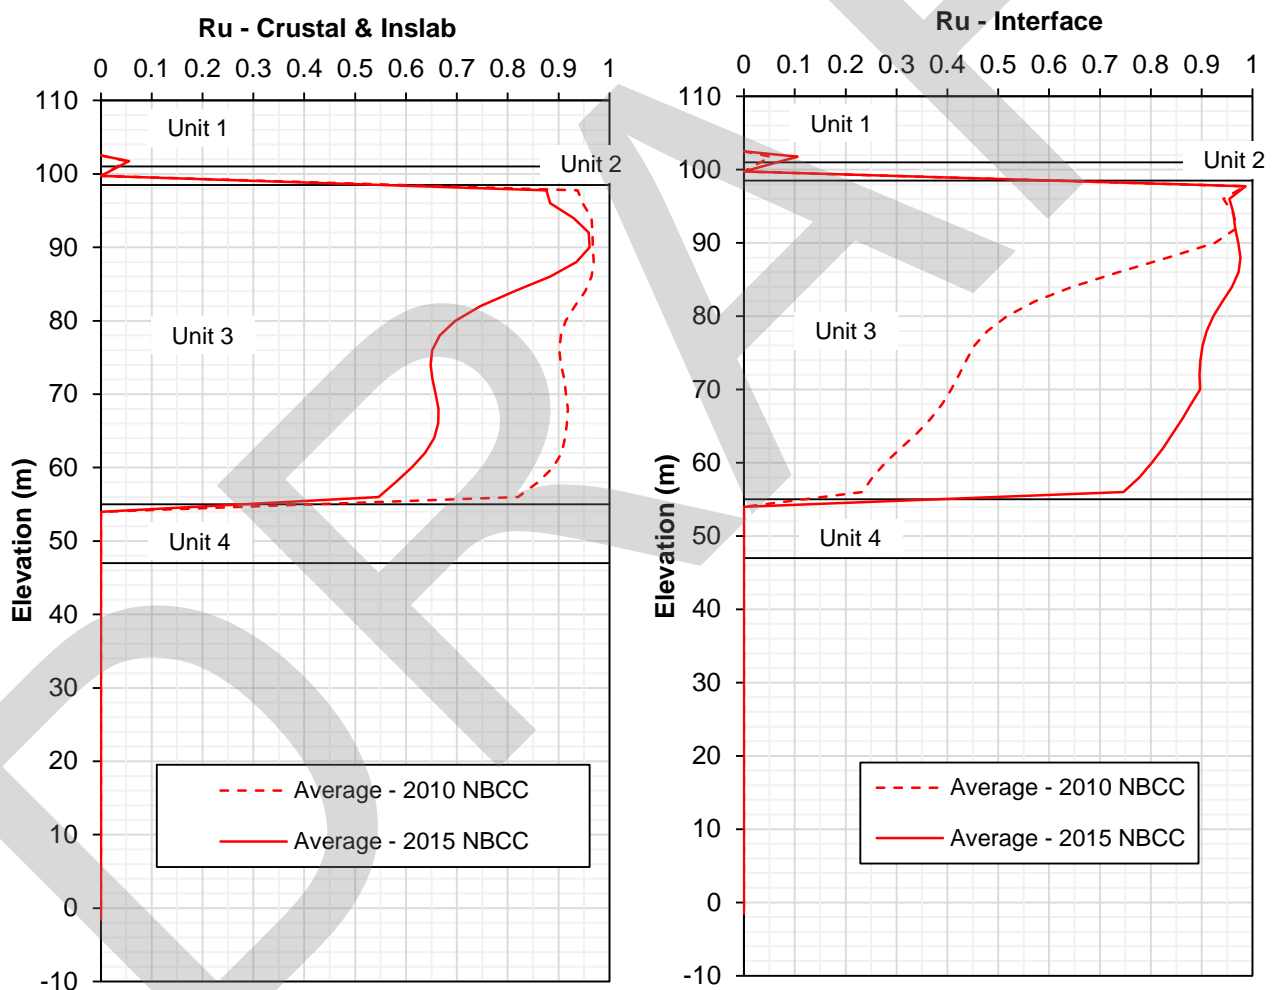 Ru - Crustal & Inslab
0 0.1 0.2 0.3 0.4 0.5 0.6 0.7 0.8 0.9 1
110
100
90
80
70
60
50
40
30
20
10
0
-10
Elevation (m)
Unit 1
Unit 2
Unit 3
Unit 4
Average - 2010 NBCC
Average - 2015 NBCC
Ru - Interface
0 0.1 0.2 0.3 0.4 0.5 0.6 0.7 0.8 0.9 1
110
100
90
80
70
60
50
40
30
20
10
0
-10
Elevation (m)
Unit 1
Unit 2
Unit 3
Unit 4
Average - 2010 NBCC
Average - 2015 NBCC
DRAFT